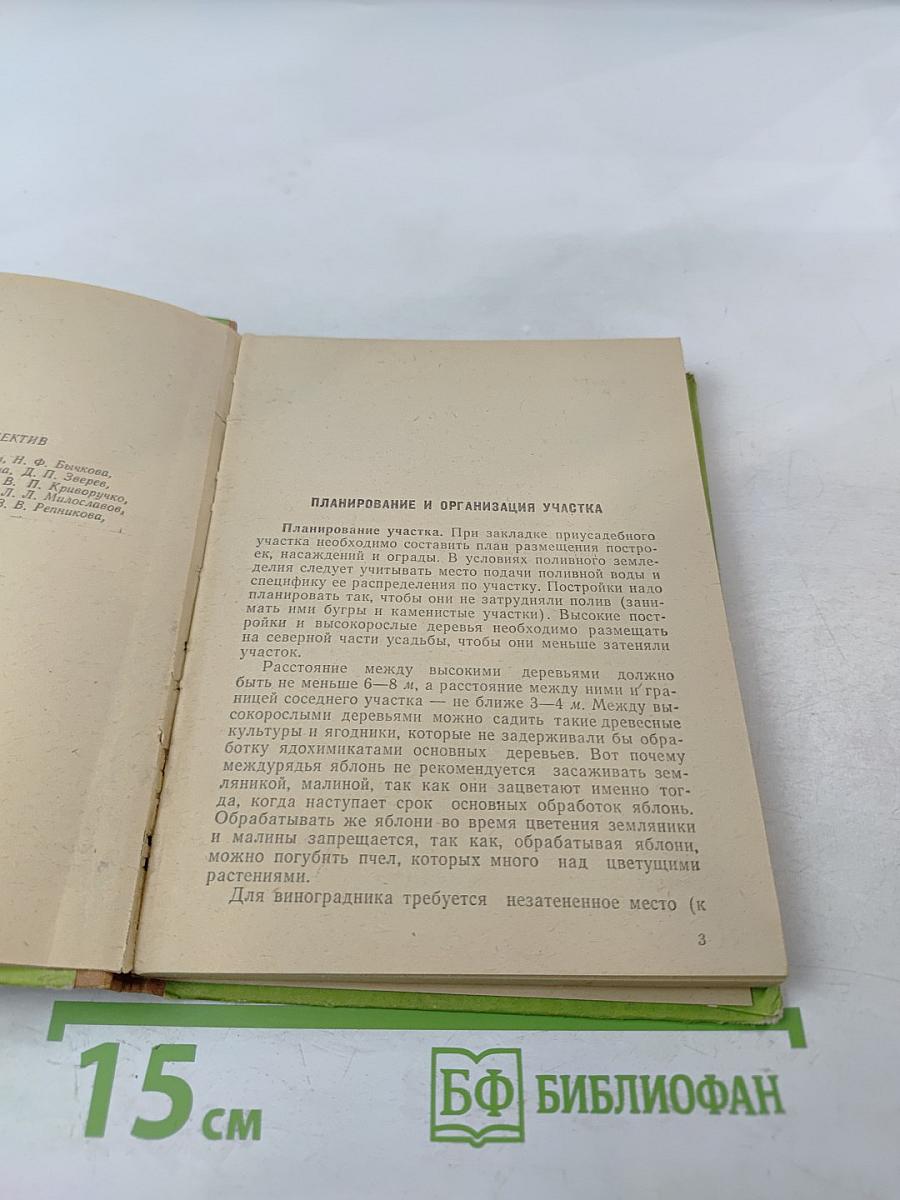 ЕКТИВ
Н. Ф. Бычкова,
Д. П. Зверев,
В. П. Криворучко,
Л. Л. Милославов,
В. В. Репникова,
ПЛАНИРОВАНИЕ И ОРГАНИЗАЦИЯ УЧАСТКА
Планирование участка. При закладке приусадебного
участка необходимо составить план размещения постро-
ек, насаждений и ограды. В условиях поливного земле-
делия следует учитывать место подачи поливной воды и
специфику ее распределения по участку. Постройки надо
планировать так, чтобы они не затрудняли полив (зани-
мать ими бугры и каменистые участки). Высокие пост-
ройки и высокорослые деревья необходимо размещать
на северной части усадьбы, чтобы они меньше затеняли
участок.
Расстояние между высокими деревьями должно
быть не меньше 6—8 м, а расстояние между ними и гра-
ницей соседнего участка — не ближе 3—4 м. Между вы-
сокорослыми деревьями можно садить такие древесные
культуры и ягодники, которые не задерживали бы обра-
ботку ядохимикатами основных деревьев. Вот почему
междурядья яблонь не рекомендуется засаживать зем-
ляникой, малиной, так как они зацветают именно тог-
да, когда наступает срок основных обработок яблонь.
Обрабатывать же яблони во время цветения земляники
и малины запрещается, так как, обрабатывая яблони,
можно погубить пчел, которых много над цветущими
растениями.
Для виноградника требуется незатененное место (к
3
15 см
БФ БИБЛИОФАН